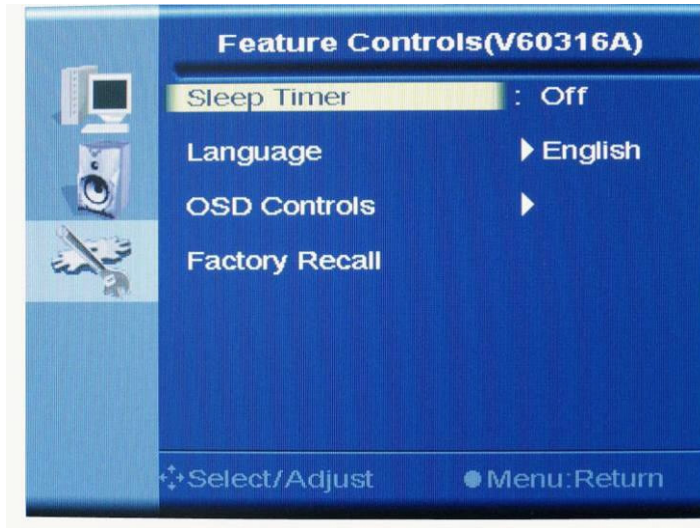 Feature Controls(V60316A)
Sleep Timer : Off
Language English
OSD Controls
Factory Recall
Select/Adjust Menu:Return